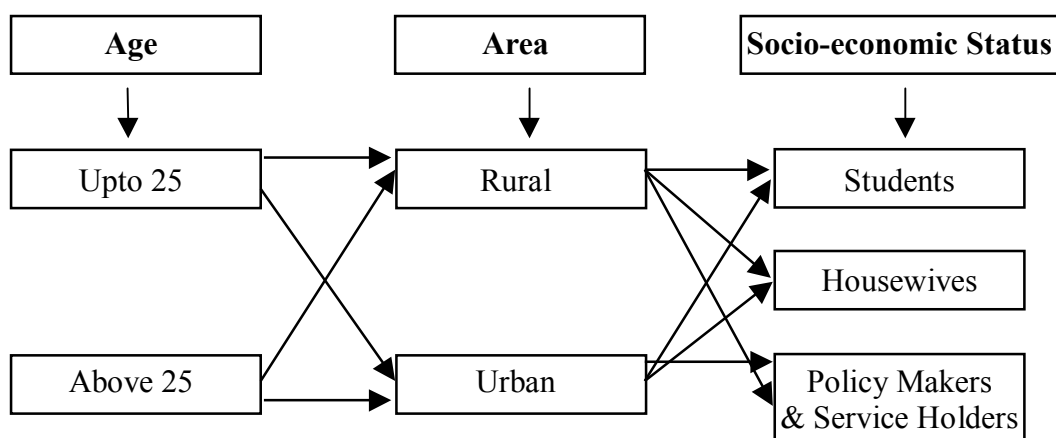 Age
Area
Socio-economic Status
Upto 25
Rural
Students
Housewives
Above 25
Urban
Policy Makers
& Service Holders